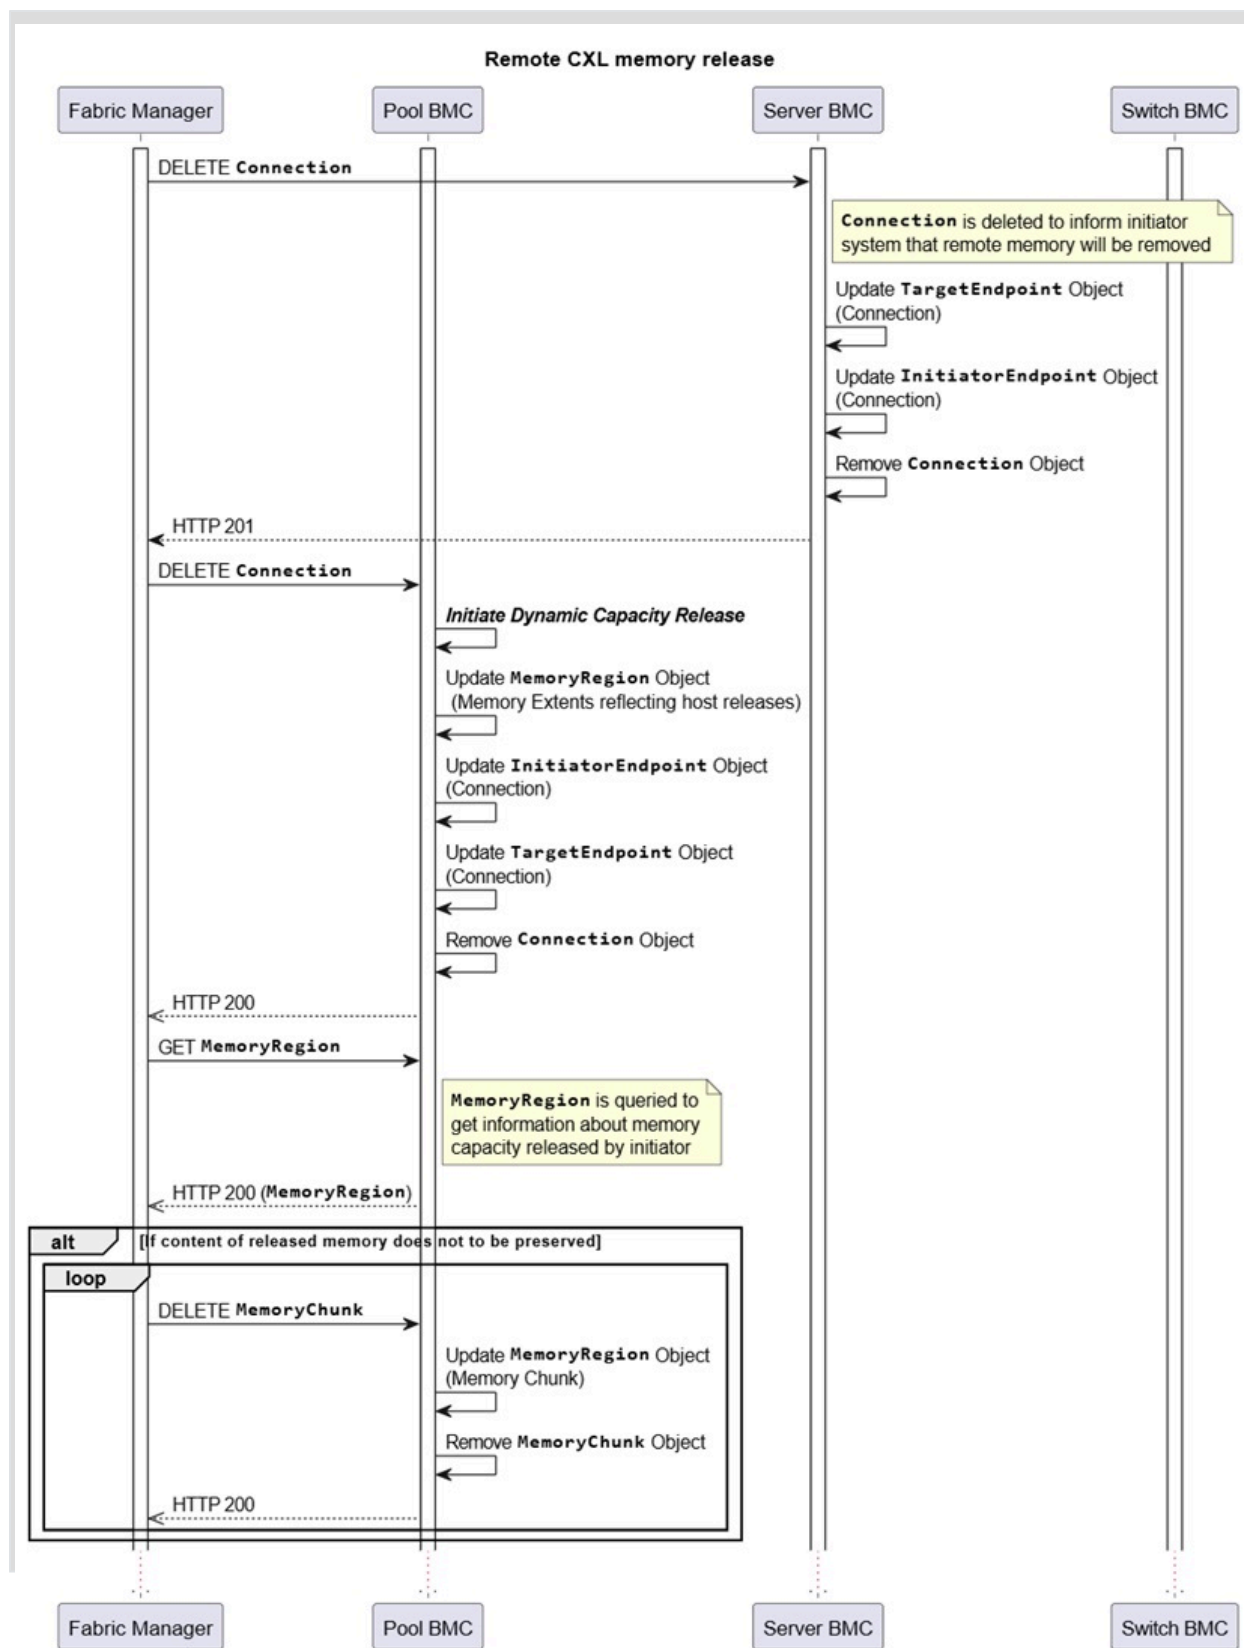 Remote CXL memory release
Fabric Manager
Pool BMC
Server BMC
Switch BMC
DELETE Connection
Connection is deleted to inform initiator
system that remote memory will be removed
Update TargetEndpoint Object
(Connection)
Update InitiatorEndpoint Object
(Connection)
Remove Connection Object
HTTP 201
DELETE Connection
Initiate Dynamic Capacity Release
Update MemoryRegion Object
(Memory Extents reflecting host releases)
Update InitiatorEndpoint Object
(Connection)
Update TargetEndpoint Object
(Connection)
Remove Connection Object
HTTP 200
GET MemoryRegion
MemoryRegion is queried to
get information about memory
capacity released by initiator
HTTP 200 (MemoryRegion)
alt
[If content of released memory does not to be preserved]
loop
DELETE MemoryChunk
Update MemoryRegion Object
(Memory Chunk)
Remove MemoryChunk Object
HTTP 200
Fabric Manager
Pool BMC
Server BMC
Switch BMC